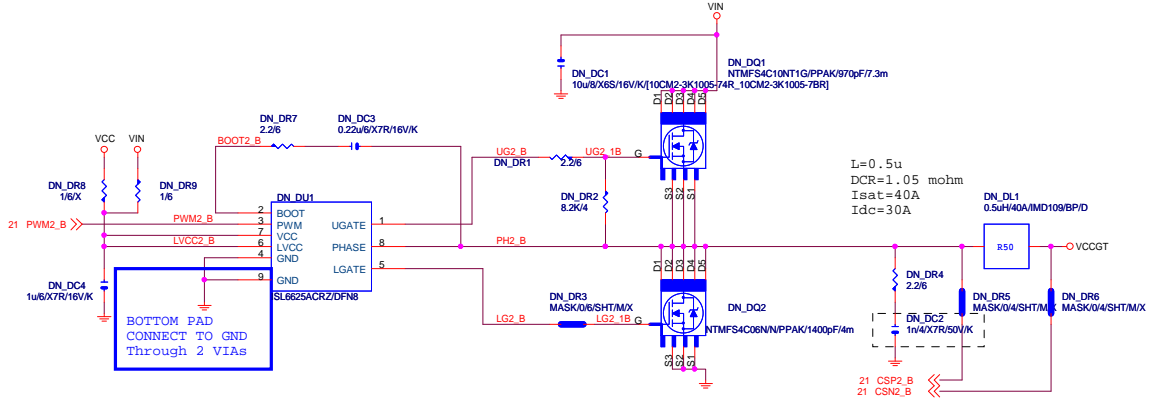 VIN
DN_DC1
10u/8/X6S/16V/K/[10CM2-3K1005-74R_10CM2-3K1005-7BR]
DN_DQ1
NTMFS4C10NT1G/PPAK/970pF/7.3m
D1
D2
D3
D4
D5
DN_DR7
2.2/6
DN_DC3
0.22u/6/X7R/16V/K
BOOT2_B
VCC
VIN
UG2_B
DN_DR1
2.2/6
UG2_1B
G
S3
S2
S1
L=0.5u
DCR=1.05 mohm
Isat=40A
Idc=30A
DN_DR8
1/6/X
DN_DR9
1/6
DN_DU1
DN_DR2
8.2K/4
DN_DL1
0.5uH/40A/IMD109/BP/D
21 PWM2_B
PWM2_B
LVCC2_B
2 BOOT
3 PWM
7 VCC
6 LVCC
4 GND
9 GND
UGATE 1
PHASE 8
LGATE 5
SL6625ACRZ/DFN8
PH2_B
R50
VCCGT
D1
D2
D3
D4
D5
DN_DC4
1u/6/X7R/16V/K
BOTTOM PAD
CONNECT TO GND
Through 2 VIAs
LG2_B
DN_DR3
MASK/0/6/SHT/M/X
LG2_1B
G
DN_DQ2
NTMFS4C06N/N/PPAK/1400pF/4m
S3
S2
S1
DN_DR4
2.2/6
DN_DR5
MASK/0/4/SHT/M/X
DN_DR6
MASK/0/4/SHT/M/X
DN_DC2
1n/4/X7R/50V/K
21 CSP2_B
21 CSN2_B